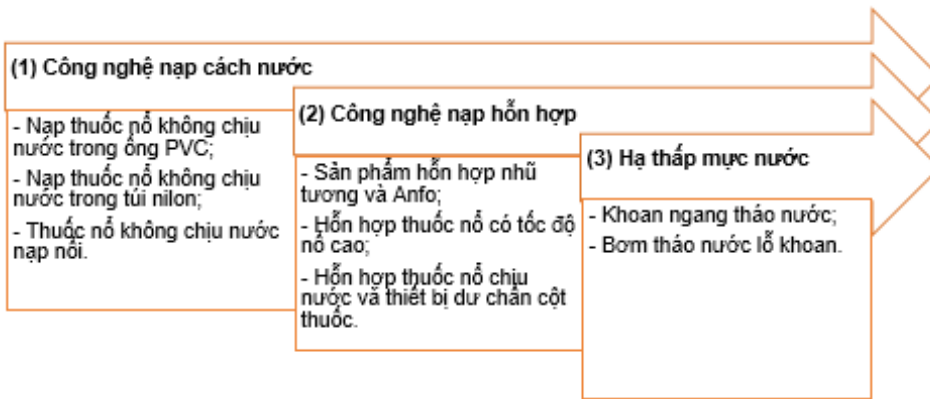 (1) Công nghệ nạp cách nước
- Nạp thuốc nổ không chịu
nước trong ống PVC;
- Nạp thuốc nổ không chịu
nước trong túi nilon;
- Thuốc nổ không chịu nước
nạp nổi.
(2) Công nghệ nạp hỗn hợp
- Sản phẩm hỗn hợp nhũ
tương và Anfo;
- Hỗn hợp thuốc nổ có tốc độ
nổ cao;
- Hỗn hợp thuốc nổ chịu
nước và thiết bị dư chấn cột
thuốc.
(3) Hạ thấp mực nước
- Khoan ngang tháo nước;
- Bơm tháo nước lỗ khoan.